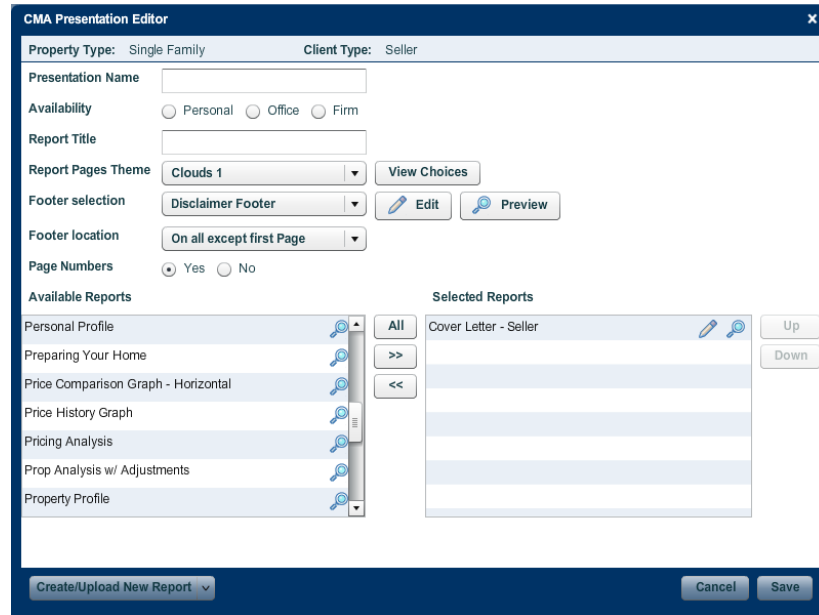 CMA Presentation Editor x
Property Type: Single Family Client Type: Seller
Presentation Name
Availability Personal Office Firm
Report Title
Report Pages Theme Clouds 1 View Choices
Footer selection Disclaimer Footer Edit Preview
Footer location On all except first Page
Page Numbers Yes No
Available Reports Selected Reports
Personal Profile All Cover Letter - Seller Up
Preparing Your Home >> Down
Price Comparison Graph - Horizontal <<
Price History Graph
Pricing Analysis
Prop Analysis w/ Adjustments
Property Profile
Create/Upload New Report Cancel Save